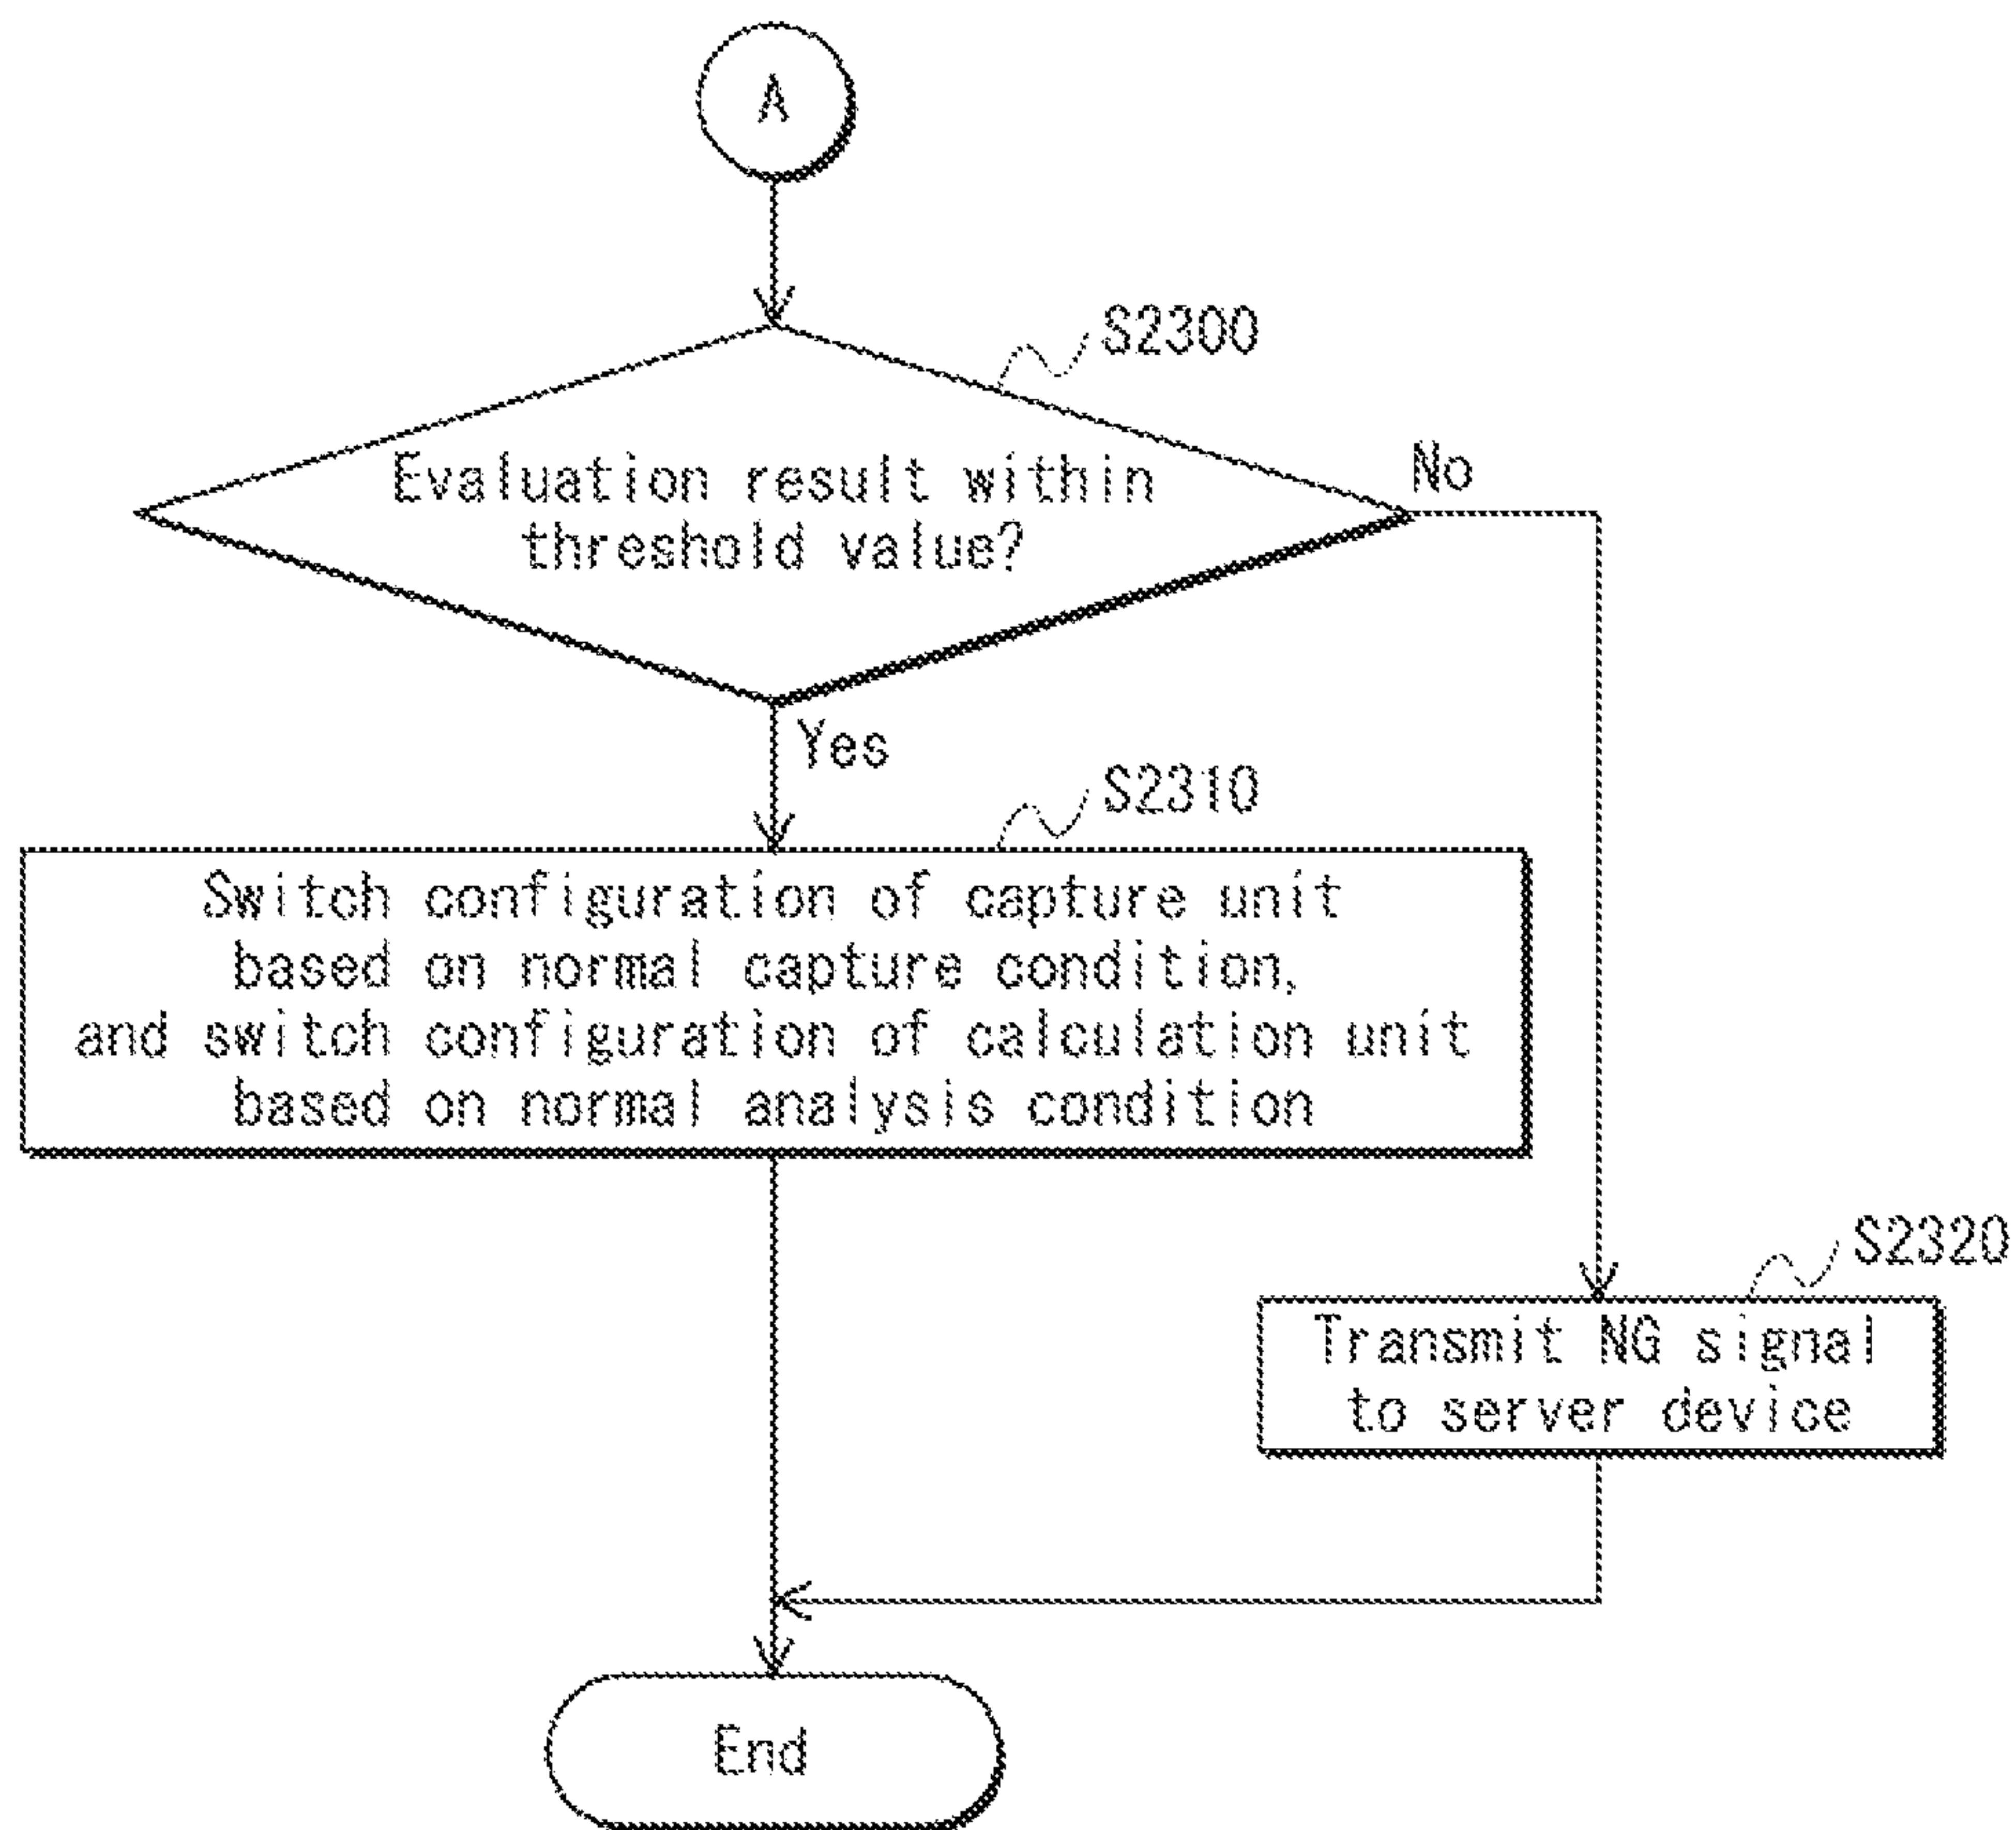 A
S2300
Evaluation result within
threshold value?
No
Yes
S2310
Switch configuration of capture unit
based on normal capture condition,
and switch configuration of calculation unit
based on normal analysis condition
S2320
Transmit NG signal
to server device
End